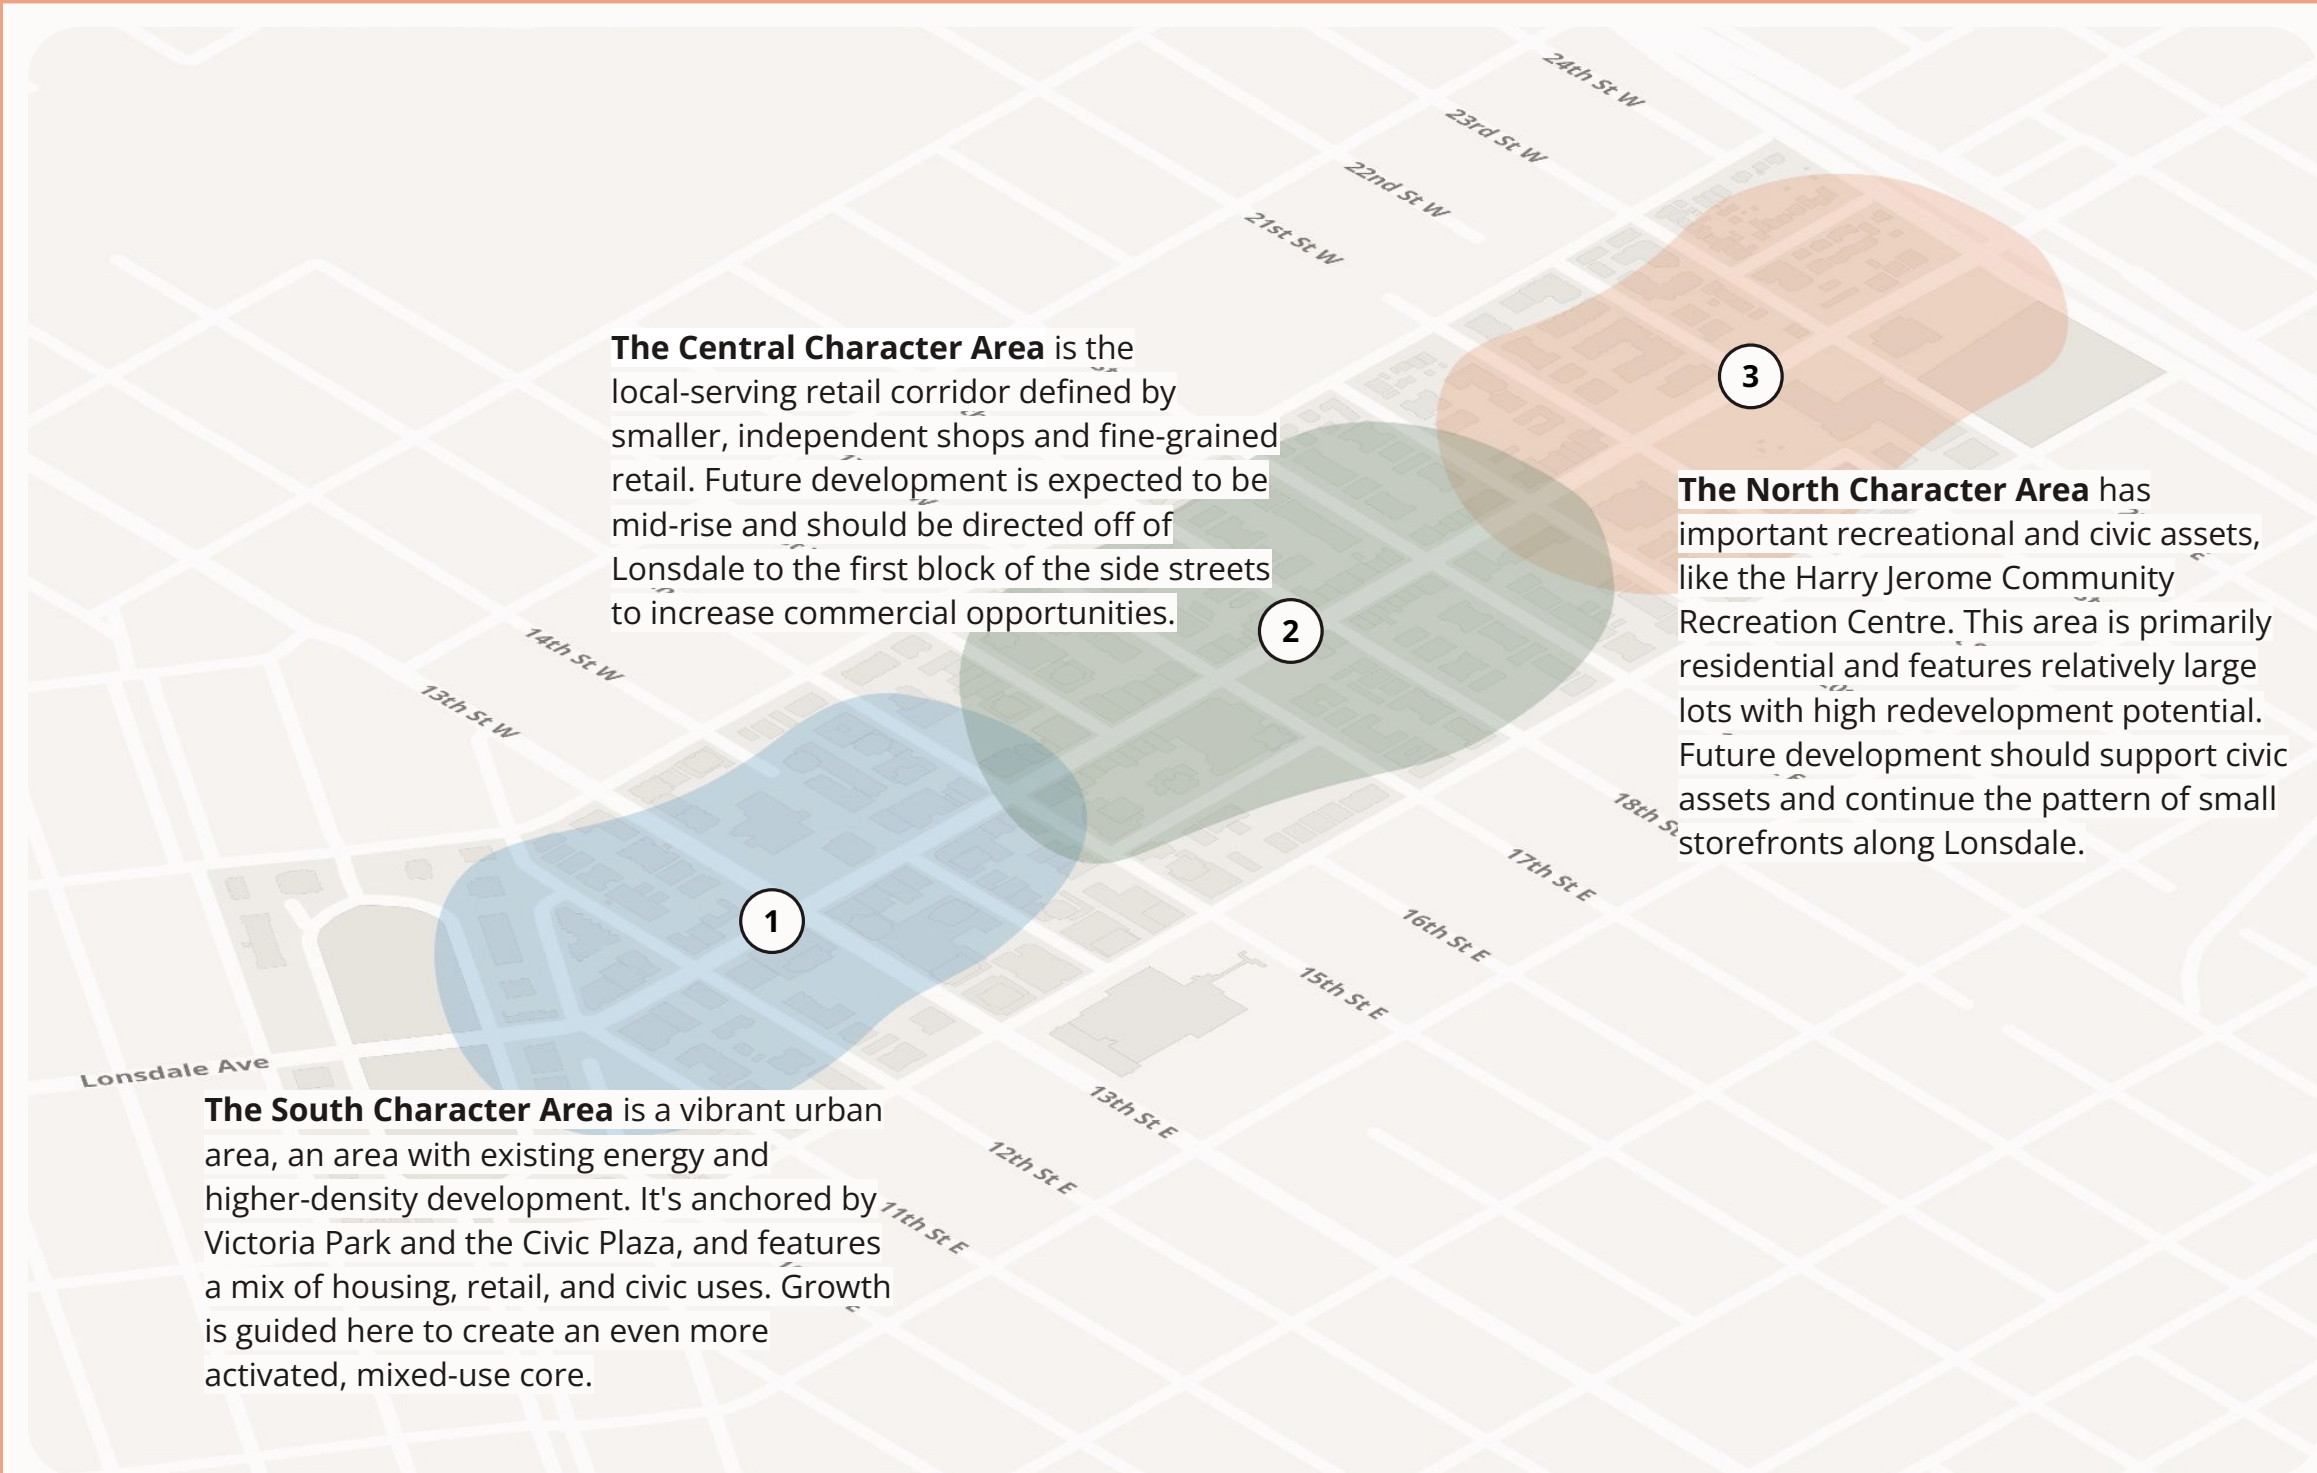 24th St W
23rd St W
22nd St W
21st St W
The Central Character Area is the
local-serving retail corridor defined by
smaller, independent shops and fine-grained
retail. Future development is expected to be
mid-rise and should be directed off of
Lonsdale to the first block of the side streets
to increase commercial opportunities.
3
The North Character Area has
important recreational and civic assets,
like the Harry Jerome Community
Recreation Centre. This area is primarily
residential and features relatively large
lots with high redevelopment potential.
Future development should support civic
assets and continue the pattern of small
storefronts along Lonsdale.
2
14th St W
13th St W
18th St
17th St E
16th St E
15th St E
1
13th St E
12th St E
11th St E
Lonsdale Ave
The South Character Area is a vibrant urban
area, an area with existing energy and
higher-density development. It's anchored by
Victoria Park and the Civic Plaza, and features
a mix of housing, retail, and civic uses. Growth
is guided here to create an even more
activated, mixed-use core.